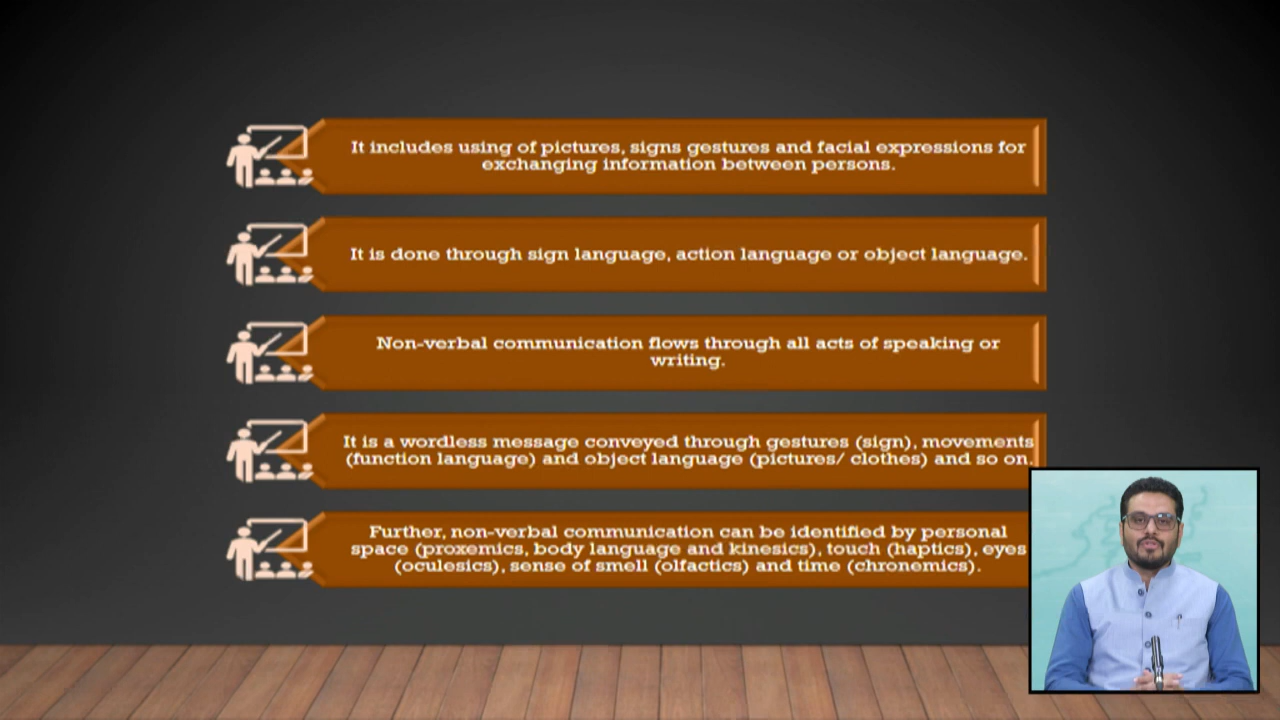 It includes using of pictures, signs gestures and facial expressions for
exchanging information between persons.
It is done through sign language, action language or object language.
Non-verbal communication flows through all acts of speaking or
writing.
It is a wordless message conveyed through gestures (sign), movements
(function language) and object language (pictures/ clothes) and so on.
Further, non-verbal communication can be identified by personal
space (proxemics, body language and kinesics), touch (haptics), eyes
(oculesics), sense of smell (olfactics) and time (chronemics).